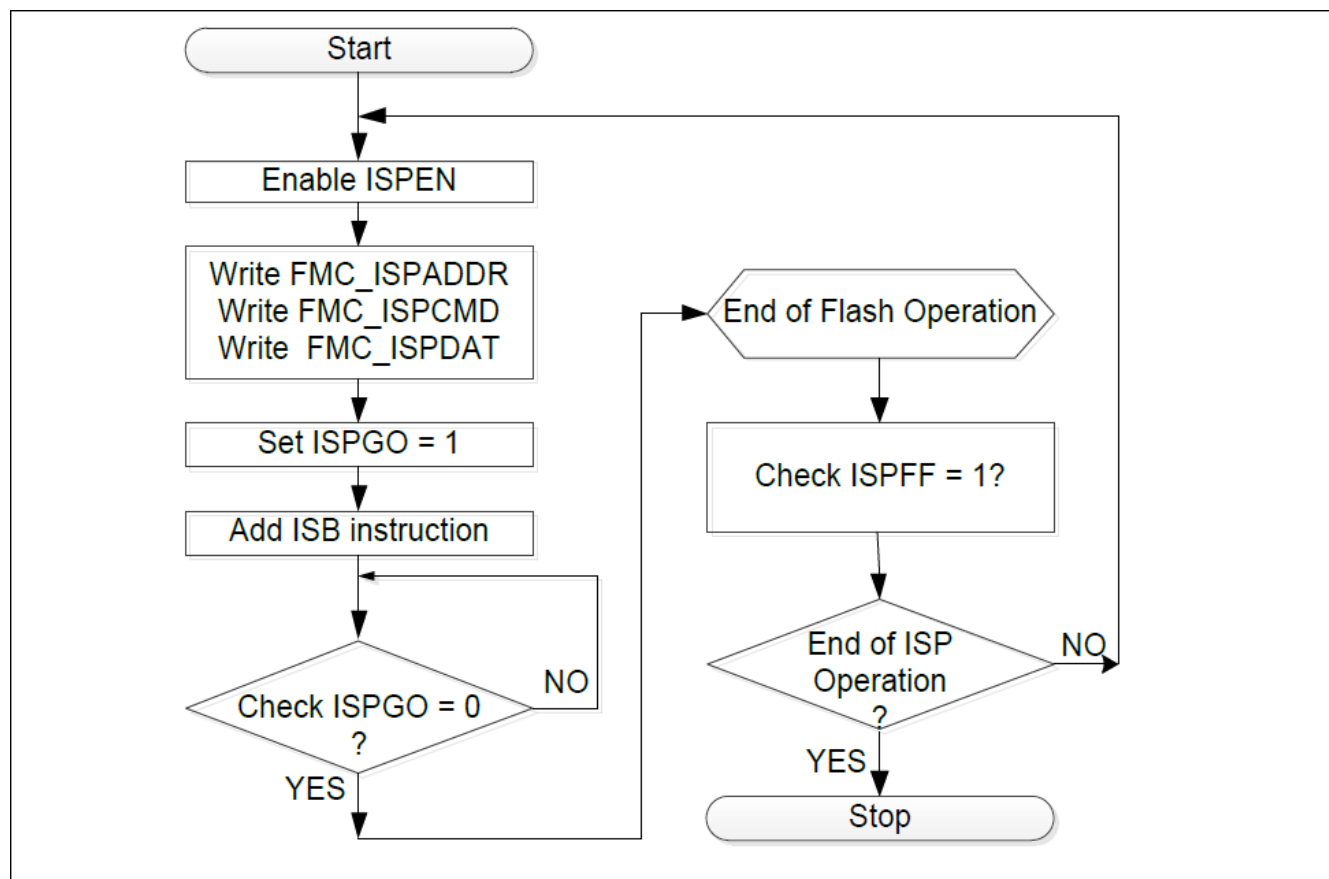 Start
Enable ISPEN
Write FMC_ISPADDR
Write FMC_ISPCMD
Write FMC_ISPDAT
Set ISPGO = 1
Add ISB instruction
Check ISPGO = 0
?
NO
YES
End of Flash Operation
Check ISPFF = 1?
End of ISP
Operation
?
NO
YES
Stop